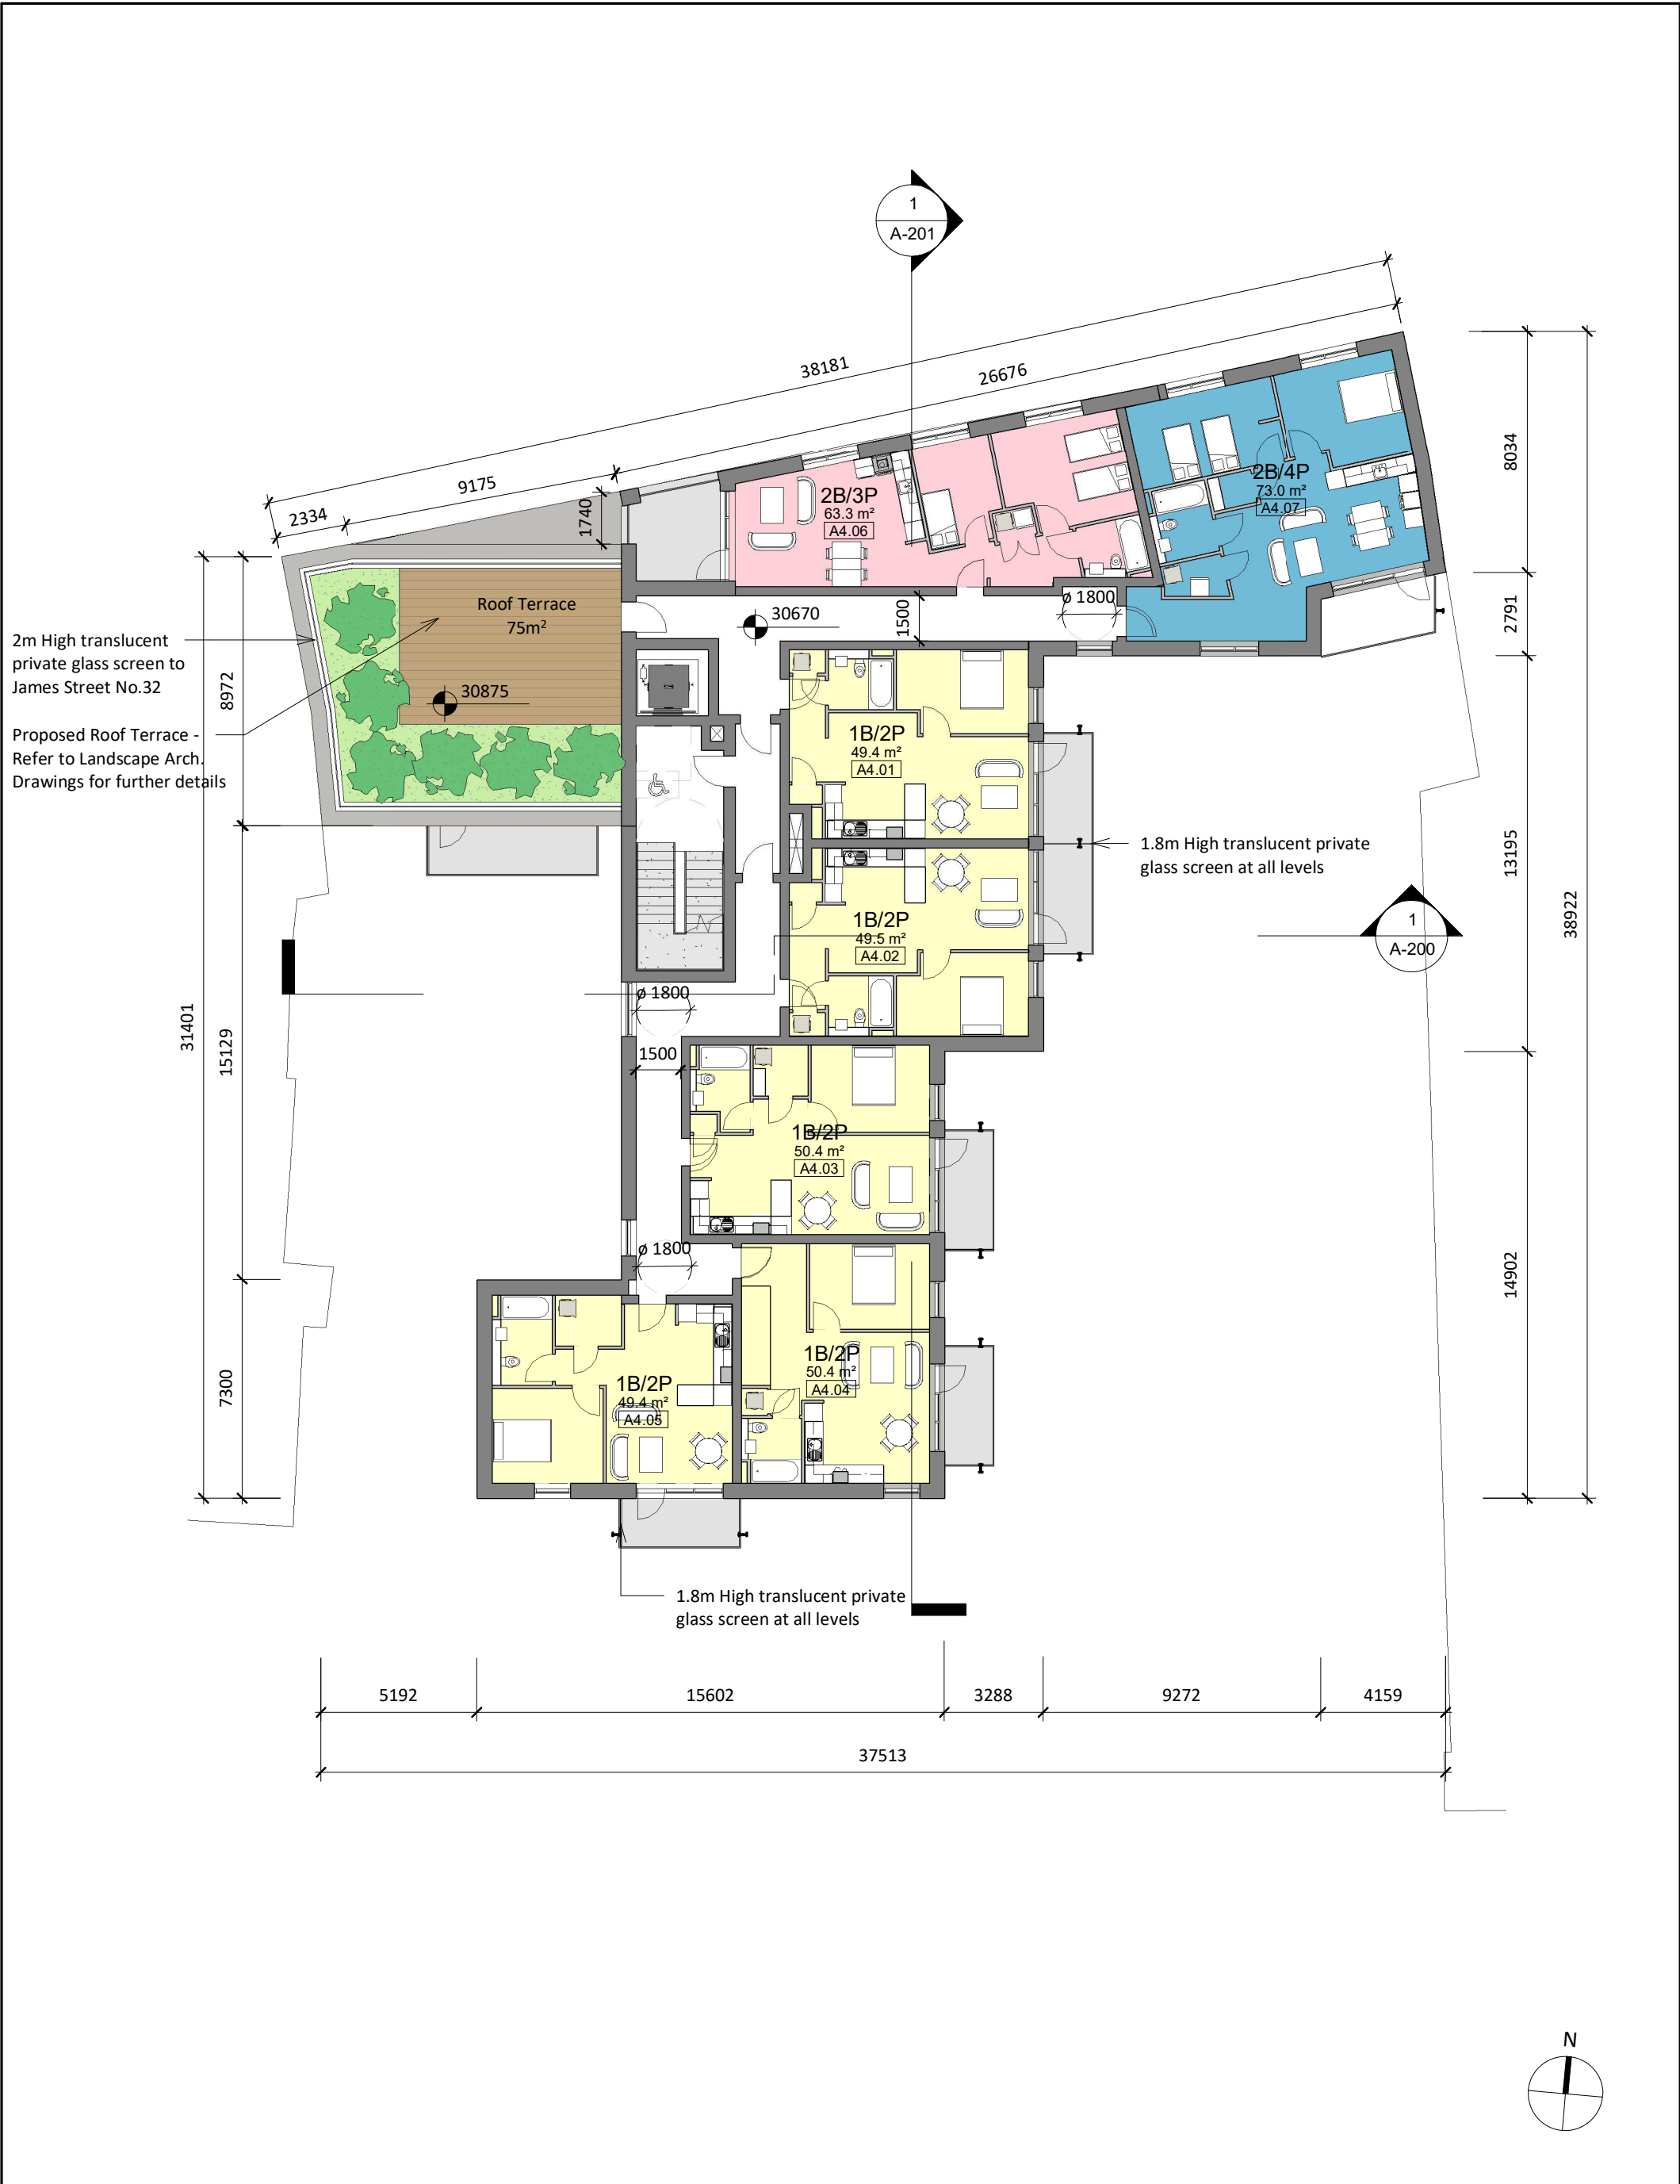 1
A-201
38181
26676
9175
2334
1740
8034
2791
13195
38922
14902
2B/3P
63.3 m²
A4.06
2B/4P
73.0 m²
A4.07
Roof Terrace
75m²
30875
30670
1500
ø 1800
2m High translucent
private glass screen to
James Street No.32
Proposed Roof Terrace -
Refer to Landscape Arch.
Drawings for further details
8972
31401
15129
7300
1B/2P
49.4 m²
A4.01
1.8m High translucent private
glass screen at all levels
1B/2P
49.5 m²
A4.02
1
A-200
ø 1800
1500
1B/2P
50.4 m²
A4.03
ø 1800
1B/2P
50.4 m²
A4.04
1B/2P
49.4 m²
A4.05
1.8m High translucent private
glass screen at all levels
5192
15602
3288
9272
4159
37513
N